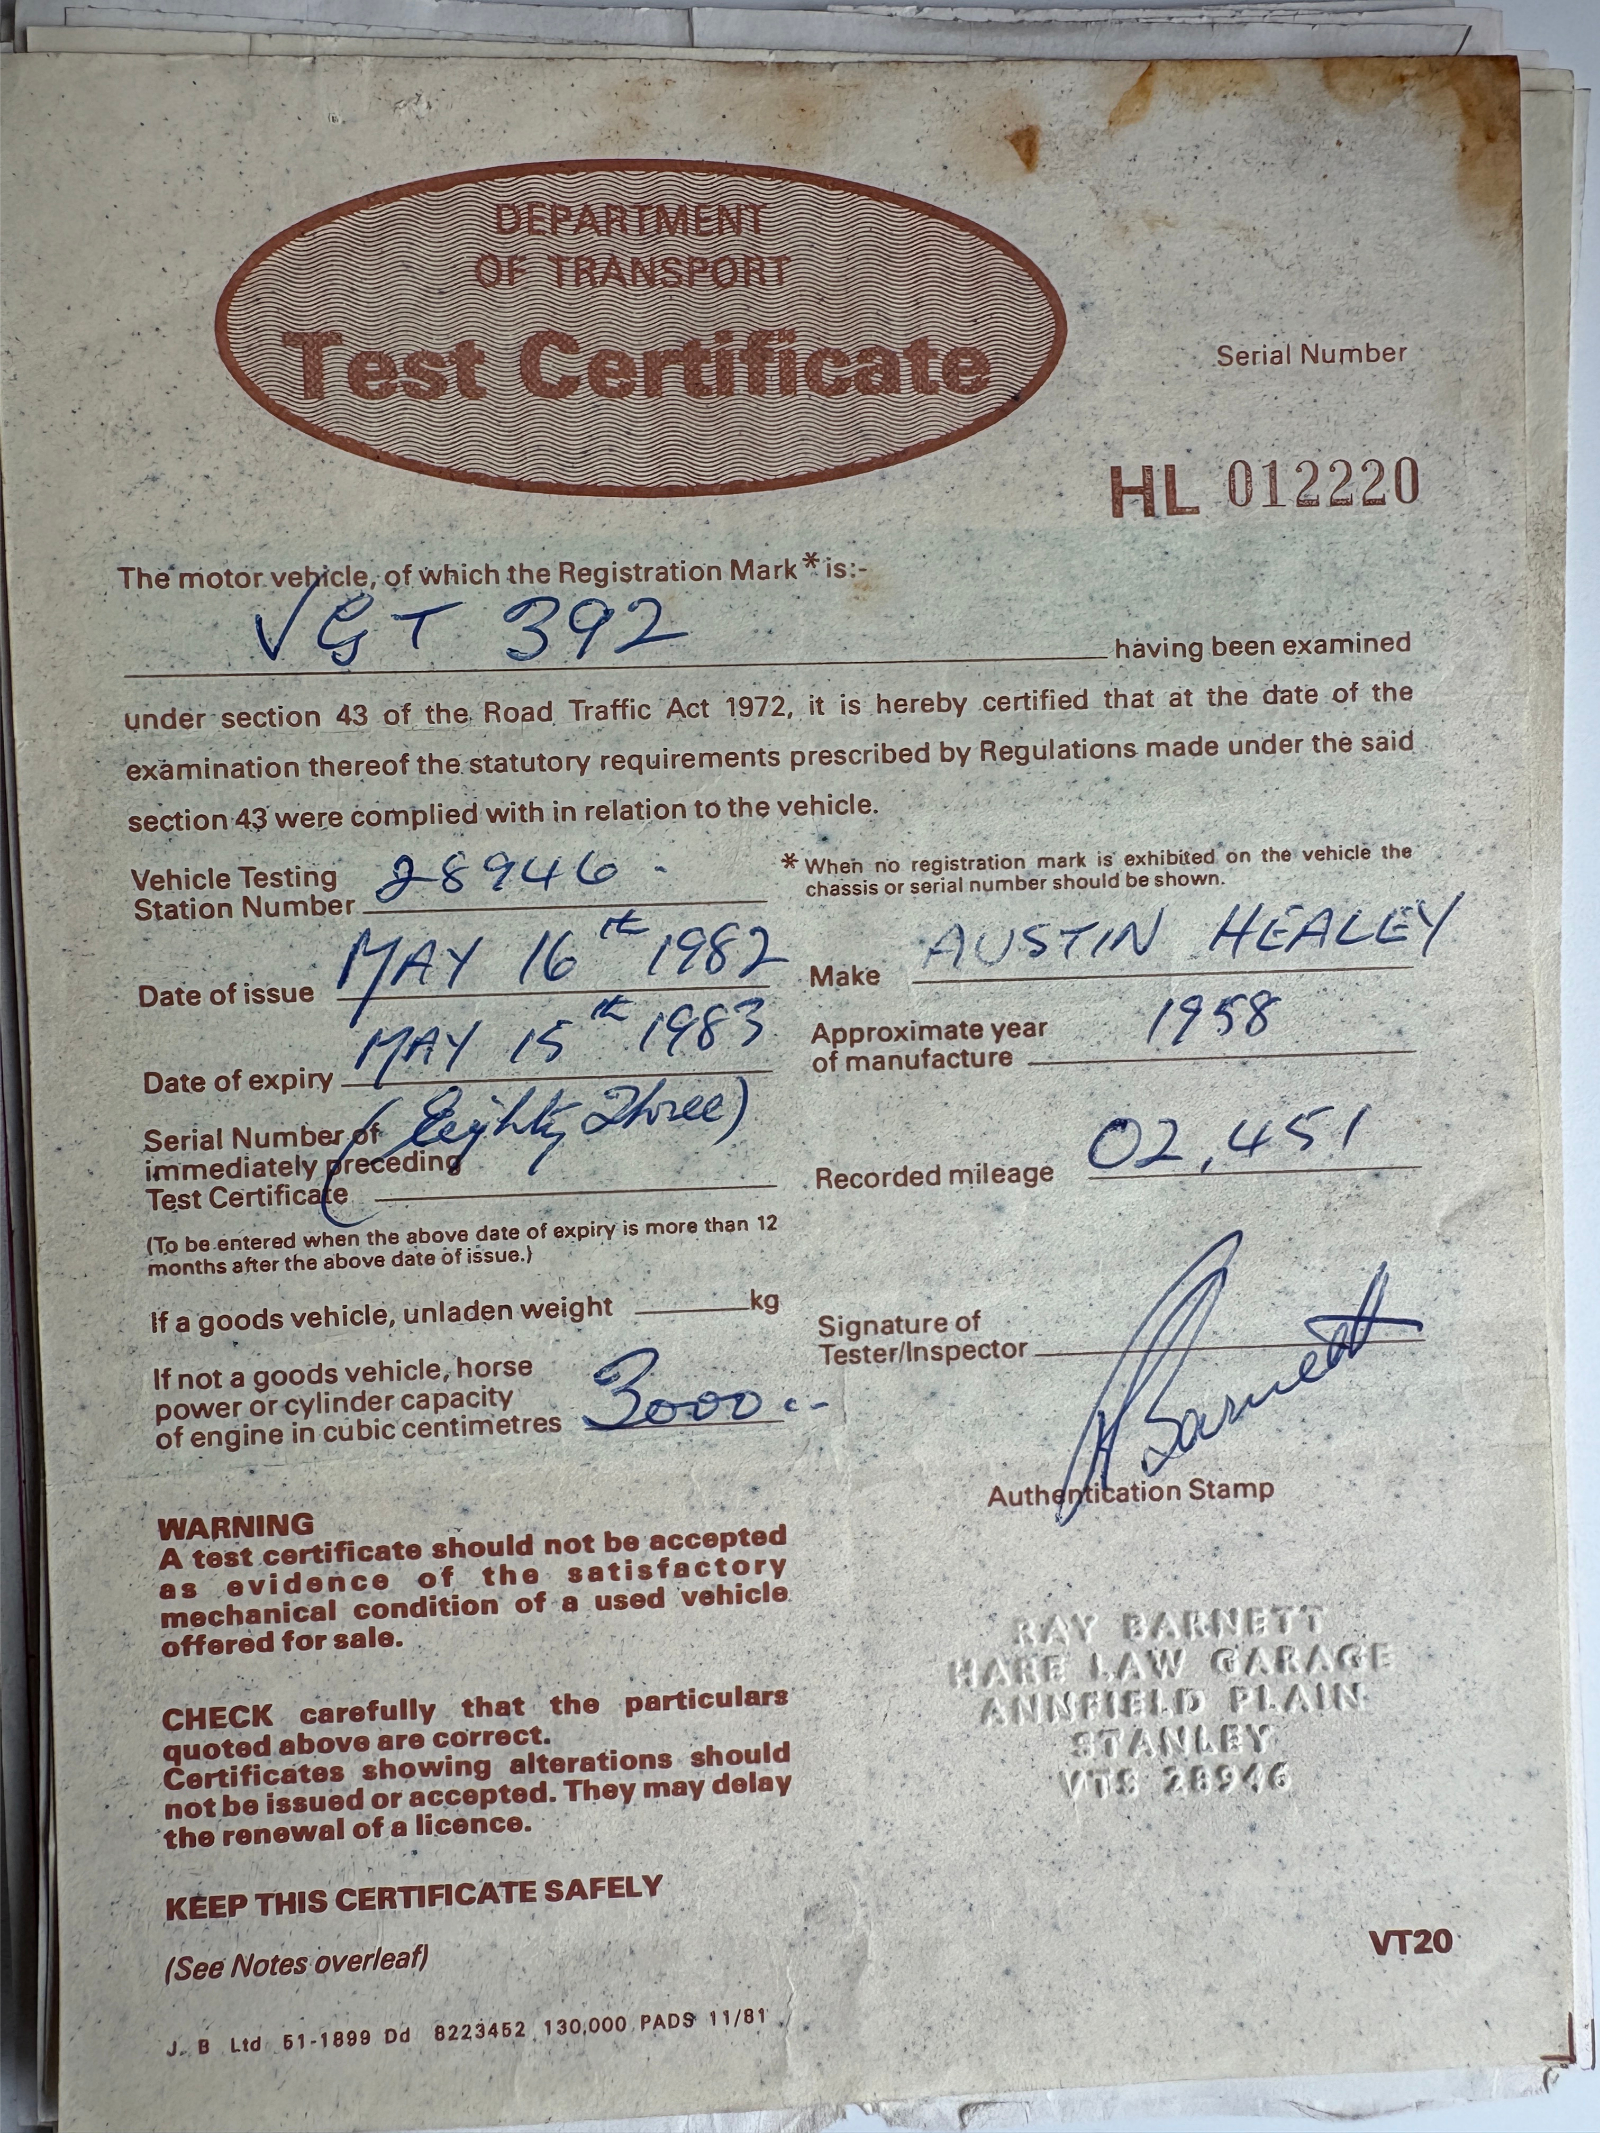 DEPARTMENT
OF TRANSPORT
Test Certificate
Serial Number
HL 012220
The motor vehicle, of which the Registration Mark * is:-
VGT 392 having been examined
under section 43 of the Road Traffic Act 1972, it is hereby certified that at the date of the
examination thereof the statutory requirements prescribed by Regulations made under the said
section 43 were complied with in relation to the vehicle.
Vehicle Testing
Station Number 28946
* When no registration mark is exhibited on the vehicle the
chassis or serial number should be shown.
Date of issue MAY 16th 1982
Make AUSTIN HEALEY
Date of expiry MAY 15th 1983
(Eighty Three)
Approximate year
of manufacture 1958
Serial Number of
immediately preceding
Test Certificate
Recorded mileage 02,451
(To be entered when the above date of expiry is more than 12
months after the above date of issue.)
If a goods vehicle, unladen weight kg
Signature of
Tester/Inspector R Barnett
If not a goods vehicle, horse
power or cylinder capacity
of engine in cubic centimetres 3000
Authentication Stamp
WARNING
A test certificate should not be accepted
as evidence of the satisfactory
mechanical condition of a used vehicle
offered for sale.
RAY BARNETT
HARE LAW GARAGE
ANNFIELD PLAIN
STANLEY
VTS 28946
CHECK carefully that the particulars
quoted above are correct.
Certificates showing alterations should
not be issued or accepted. They may delay
the renewal of a licence.
KEEP THIS CERTIFICATE SAFELY
(See Notes overleaf)
VT20
J. B Ltd 51-1899 Dd 8223452 130,000 PADS 11/81